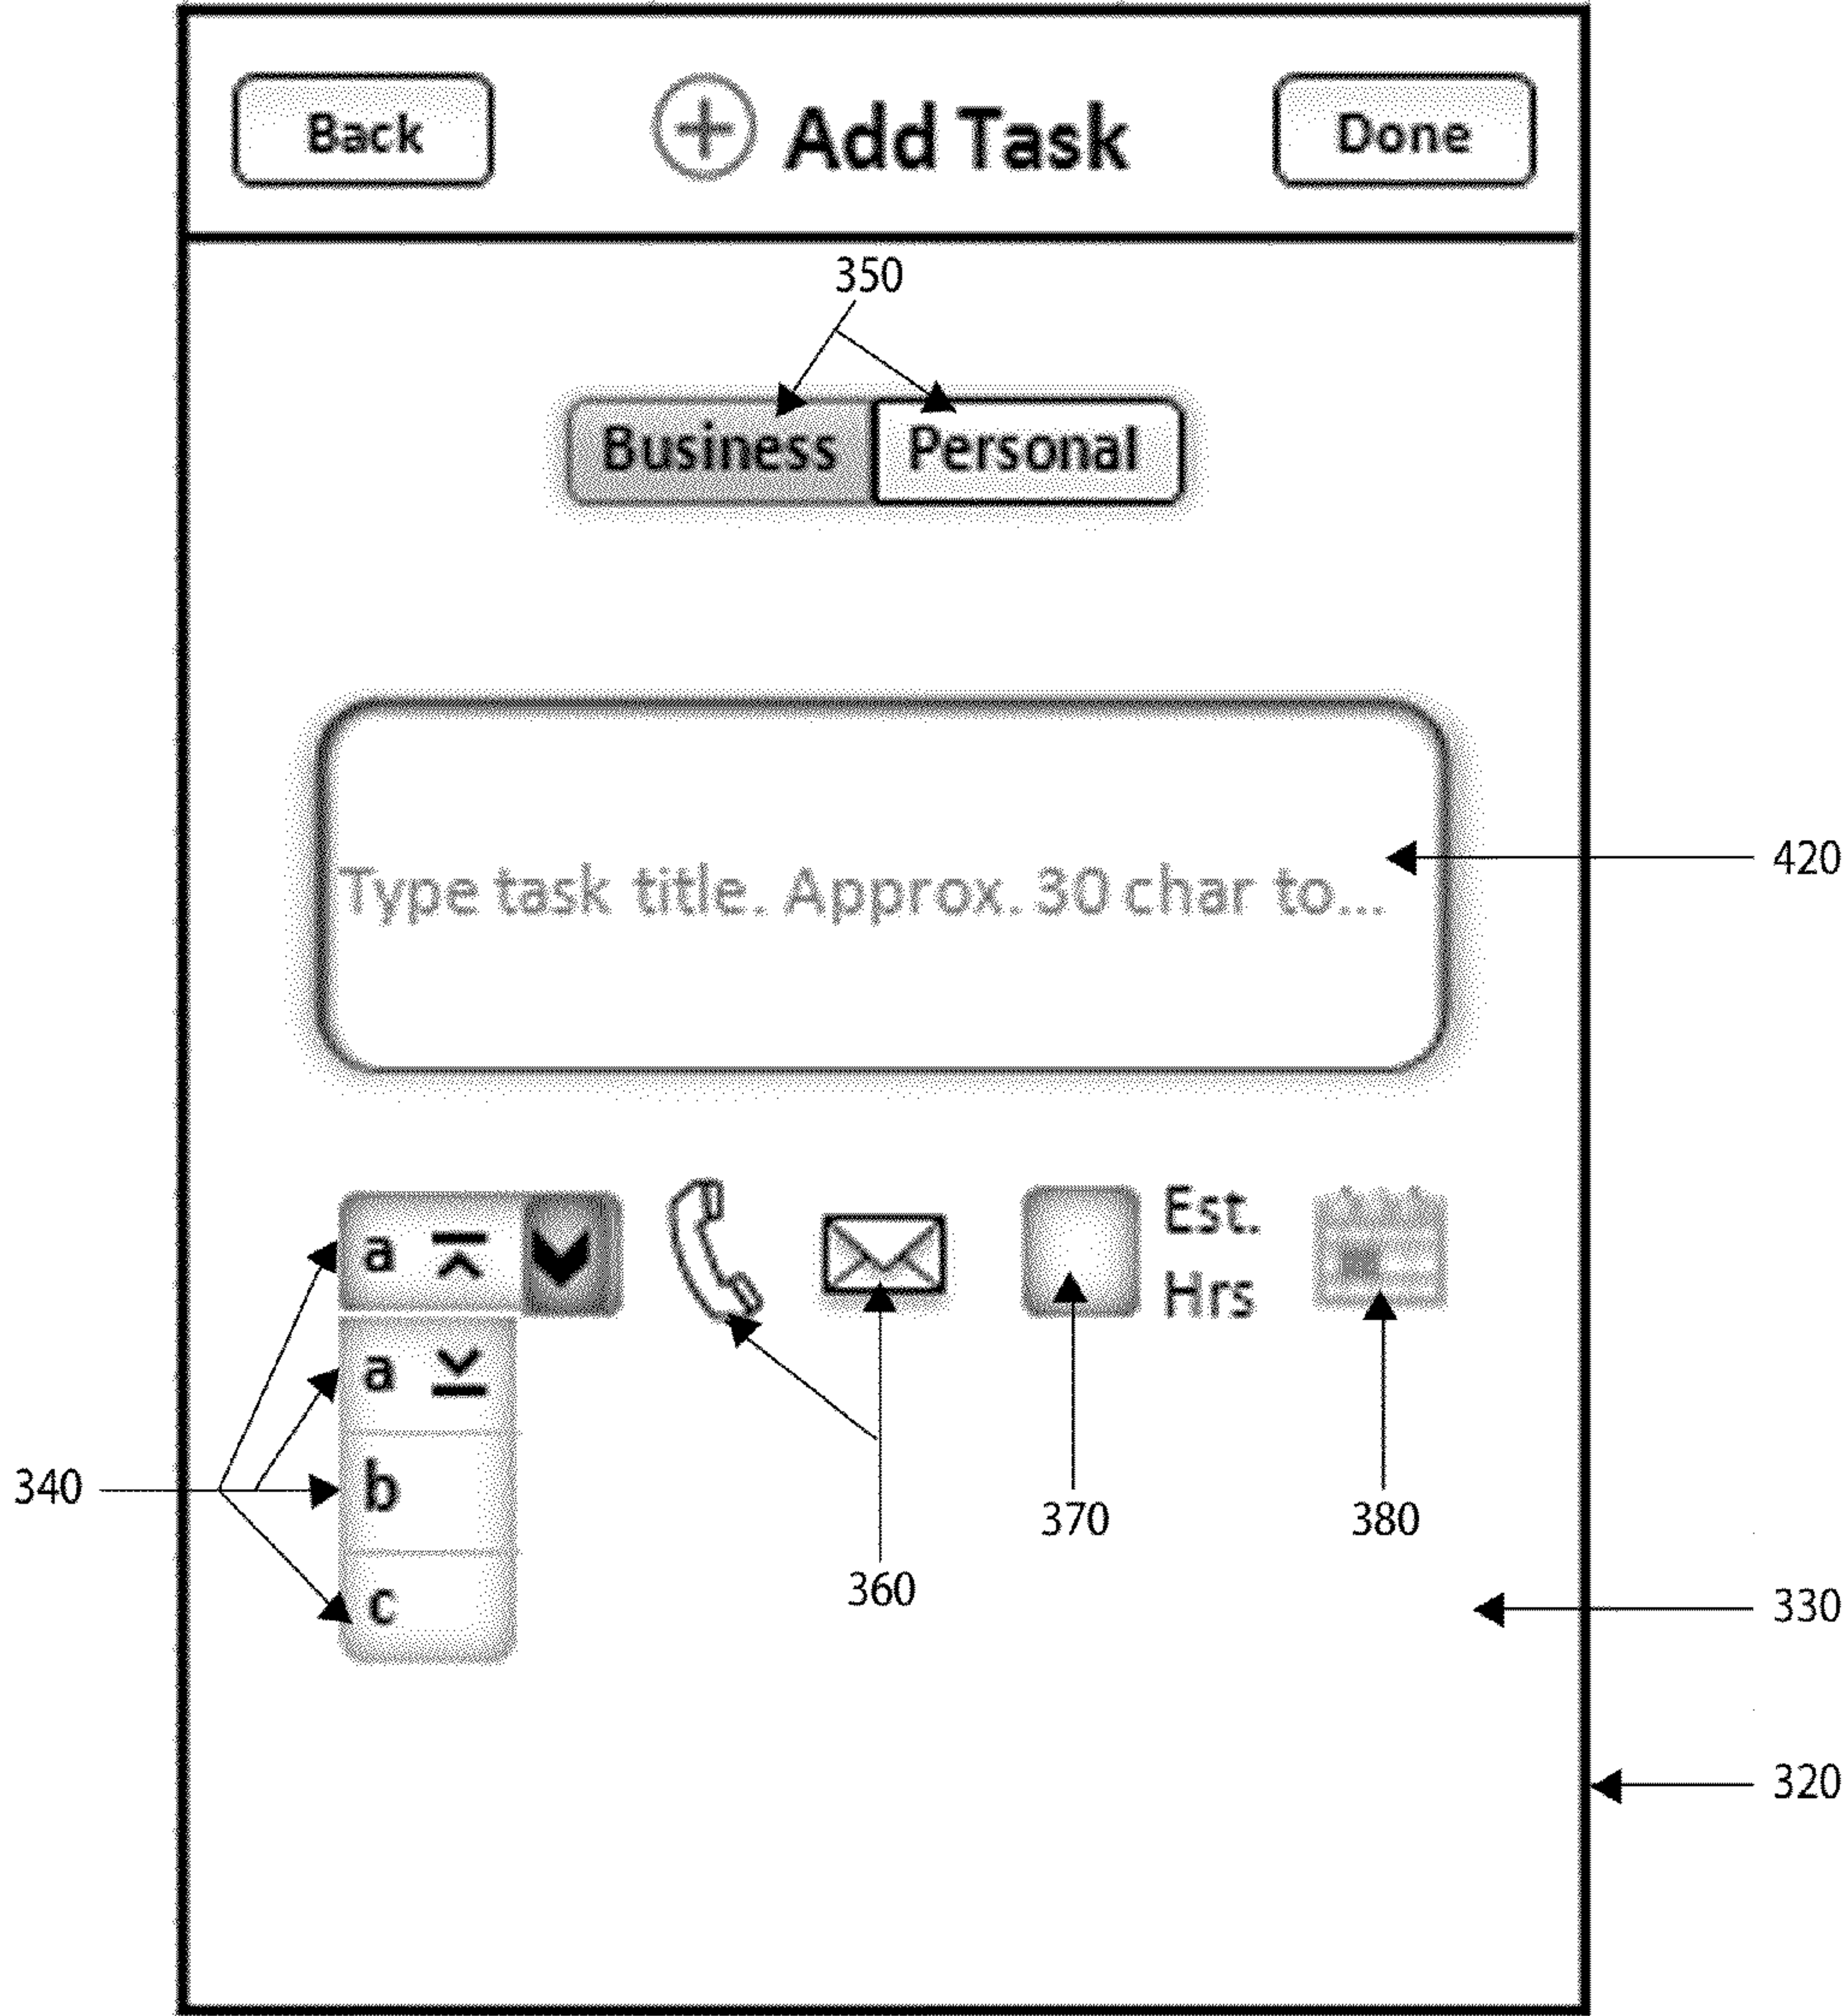 Back Add Task Done
350
Business Personal
420
Type task title. Approx. 30 char to...
a Est.
Hrs
a
340 b
370 380
360
c 330
320